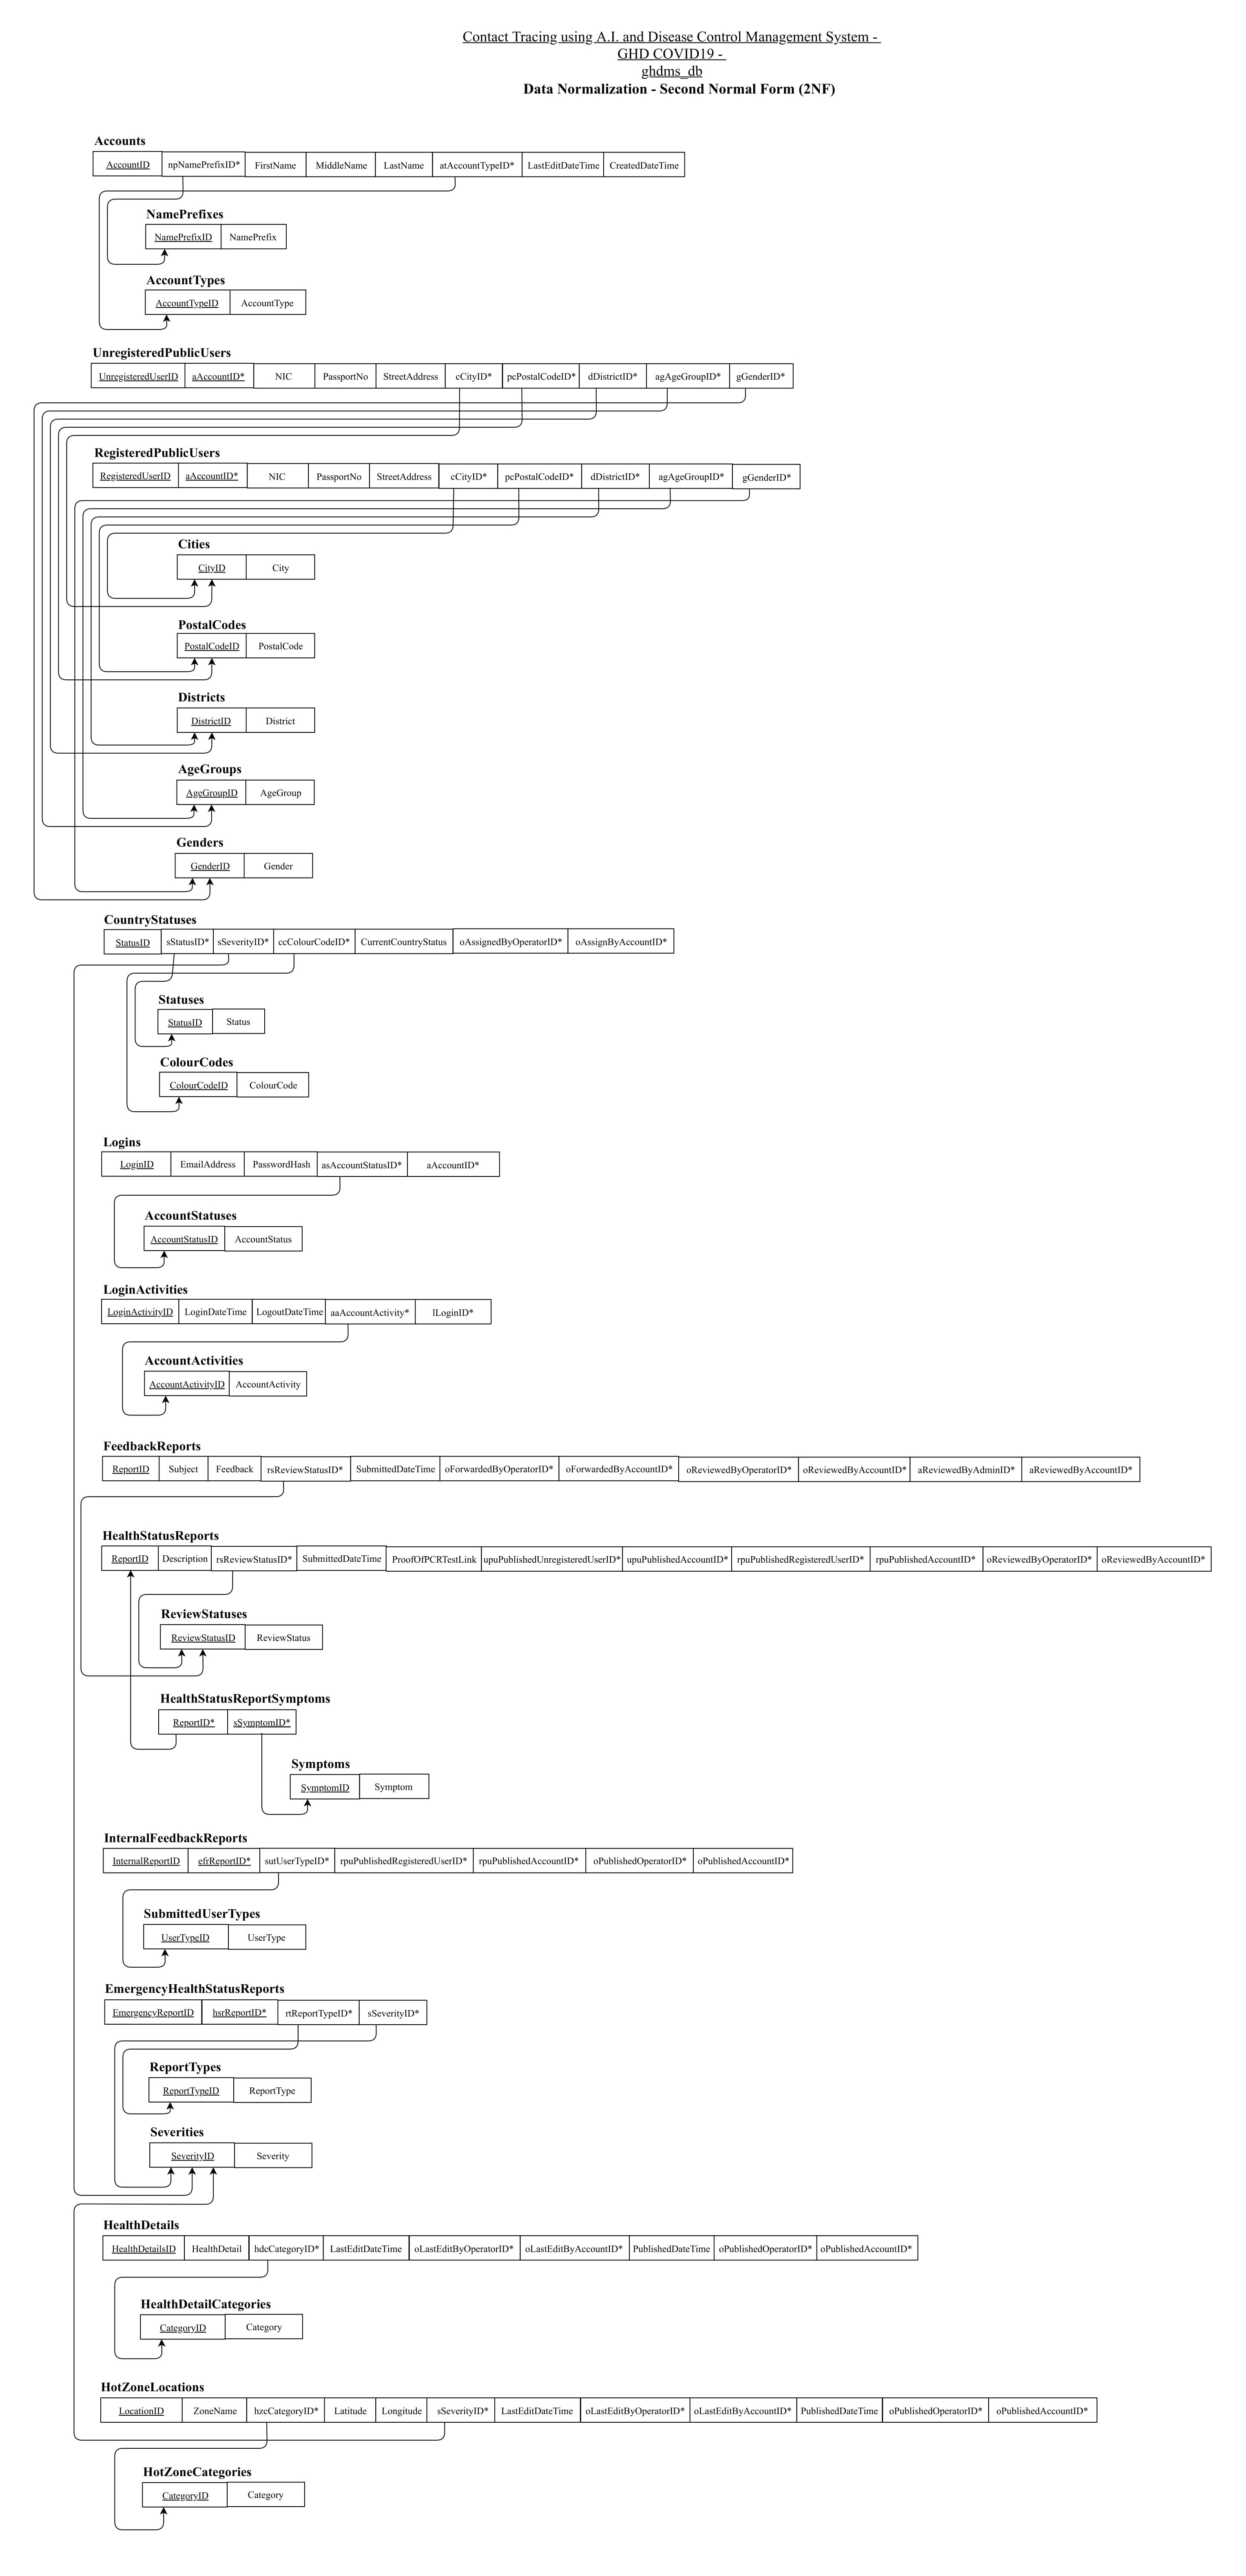 Contact Tracing using A.I. and Disease Control Management System -
GHD COVID19 -
ghdms_db
Data Normalization - Second Normal Form (2NF)
Accounts
AccountID npNamePrefixID* FirstName MiddleName LastName atAccountTypeID* LastEditDateTime CreatedDateTime
NamePrefixes
NamePrefixID NamePrefix
AccountTypes
AccountTypeID AccountType
UnregisteredPublicUsers
UnregisteredUserID aAccountID* NIC PassportNo StreetAddress cCityID* pcPostalCodeID* dDistrictID* agAgeGroupID* gGenderID*
RegisteredPublicUsers
RegisteredUserID aAccountID* NIC PassportNo StreetAddress cCityID* pcPostalCodeID* dDistrictID* agAgeGroupID* gGenderID*
Cities
CityID City
PostalCodes
PostalCodeID PostalCode
Districts
DistrictID District
AgeGroups
AgeGroupID AgeGroup
Genders
GenderID Gender
CountryStatuses
StatusID sStatusID* sSeverityID* ccColourCodeID* CurrentCountryStatus oAssignedByOperatorID* oAssignByAccountID*
Statuses
StatusID Status
ColourCodes
ColourCodeID ColourCode
Logins
LoginID EmailAddress PasswordHash asAccountStatusID* aAccountID*
AccountStatuses
AccountStatusID AccountStatus
LoginActivities
LoginActivityID LoginDateTime LogoutDateTime aaAccountActivity* lLoginID*
AccountActivities
AccountActivityID AccountActivity
FeedbackReports
ReportID Subject Feedback rsReviewStatusID* SubmittedDateTime oForwardedByOperatorID* oForwardedByAccountID* oReviewedByOperatorID* oReviewedByAccountID* aReviewedByAdminID* aReviewedByAccountID*
HealthStatusReports
ReportID Description rsReviewStatusID* SubmittedDateTime ProofOfPCRTestLink upuPublishedUnregisteredUserID* upuPublishedAccountID* rpuPublishedRegisteredUserID* rpuPublishedAccountID* oReviewedByOperatorID* oReviewedByAccountID*
ReviewStatuses
ReviewStatusID ReviewStatus
HealthStatusReportSymptoms
ReportID* sSymptomID*
Symptoms
SymptomID Symptom
InternalFeedbackReports
InternalReportID efrReportID* sutUserTypeID* rpuPublishedRegisteredUserID* rpuPublishedAccountID* oPublishedOperatorID* oPublishedAccountID*
SubmittedUserTypes
UserTypeID UserType
EmergencyHealthStatusReports
EmergencyReportID hsrReportID* rtReportTypeID* sSeverityID*
ReportTypes
ReportTypeID ReportType
Severities
SeverityID Severity
HealthDetails
HealthDetailsID HealthDetail hdcCategoryID* LastEditDateTime oLastEditByOperatorID* oLastEditByAccountID* PublishedDateTime oPublishedOperatorID* oPublishedAccountID*
HealthDetailCategories
CategoryID Category
HotZoneLocations
LocationID ZoneName hzcCategoryID* Latitude Longitude sSeverityID* LastEditDateTime oLastEditByOperatorID* oLastEditByAccountID* PublishedDateTime oPublishedOperatorID* oPublishedAccountID*
HotZoneCategories
CategoryID Category